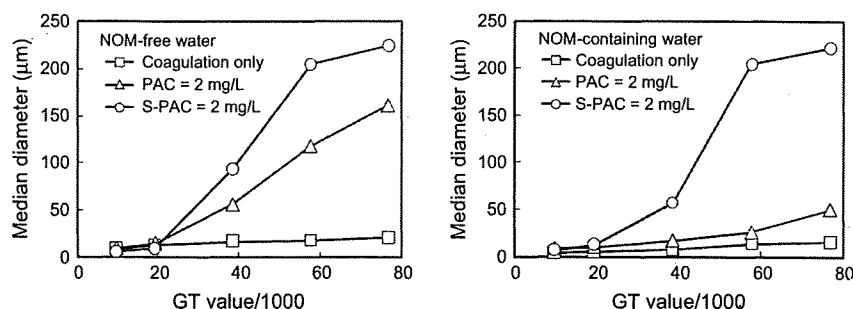 250
200
150
100
50
0
Median diameter (μm)
NOM-free water
Coagulation only
PAC = 2 mg/L
S-PAC = 2 mg/L
0 20 40 60 80
GT value/1000
250
200
150
100
50
0
Median diameter (μm)
NOM-containing water
Coagulation only
PAC = 2 mg/L
S-PAC = 2 mg/L
0 20 40 60 80
GT value/1000